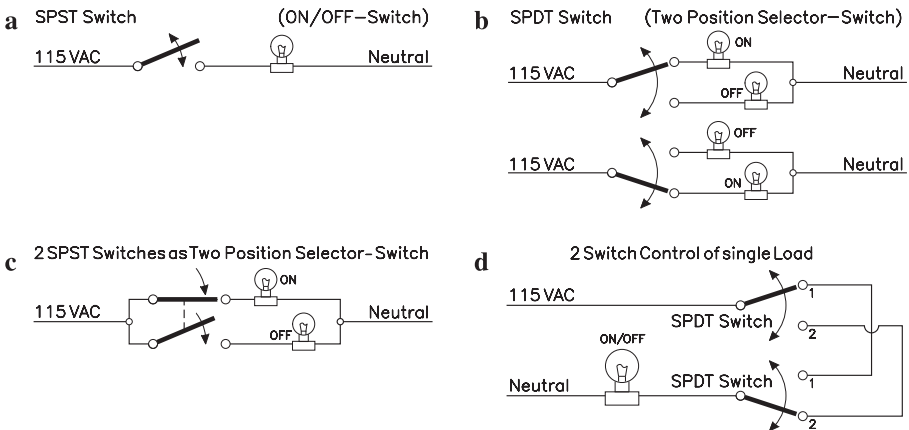 a SPST Switch (ON/OFF-Switch)
115 VAC Neutral
b SPDT Switch (Two Position Selector-Switch)
ON
115 VAC Neutral
OFF
OFF
115 VAC Neutral
ON
c 2 SPST Switches as Two Position Selector-Switch
ON
115 VAC Neutral
OFF
d 2 Switch Control of single Load
115 VAC 1
SPDT Switch 2
ON/OFF
Neutral SPDT Switch 1
2